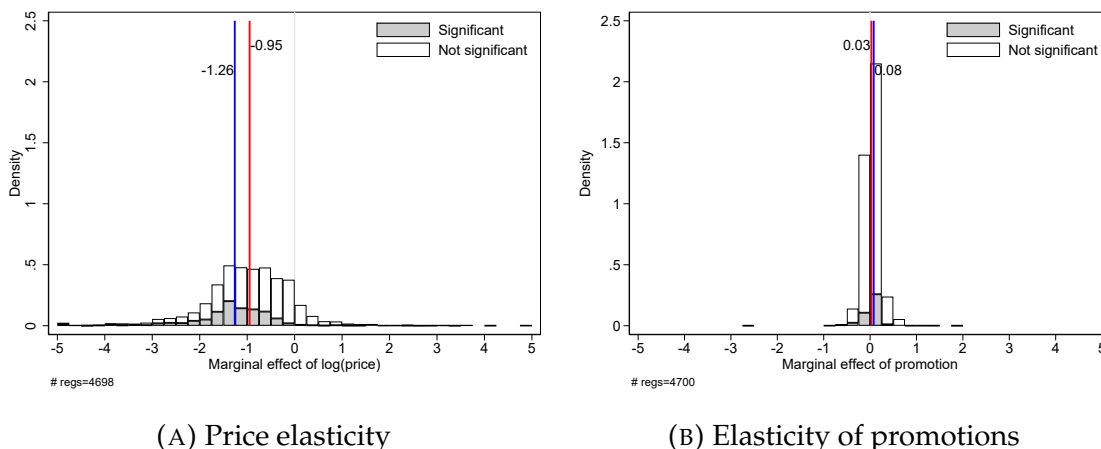 2.5
2
1.5
1
.5
0
Density
-1.26
-0.95
Significant
Not significant
-5 -4 -3 -2 -1 0 1 2 3 4 5
Marginal effect of log(price)
# regs=4698
(A) Price elasticity
2.5
2
1.5
1
.5
0
Density
0.03
0.08
Significant
Not significant
-5 -4 -3 -2 -1 0 1 2 3 4 5
Marginal effect of promotion
# regs=4700
(B) Elasticity of promotions